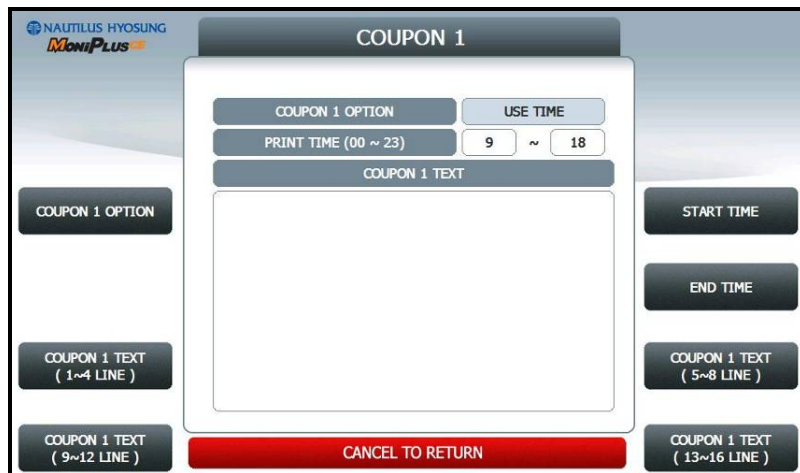 NAUTILUS HYOSUNG
MONIPLUS CE
COUPON 1
COUPON 1 OPTION
USE TIME
PRINT TIME (00 ~ 23)
9 ~ 18
COUPON 1 TEXT
COUPON 1 OPTION
START TIME
END TIME
COUPON 1 TEXT
( 1~4 LINE )
COUPON 1 TEXT
( 5~8 LINE )
COUPON 1 TEXT
( 9~12 LINE )
CANCEL TO RETURN
COUPON 1 TEXT
( 13~16 LINE )